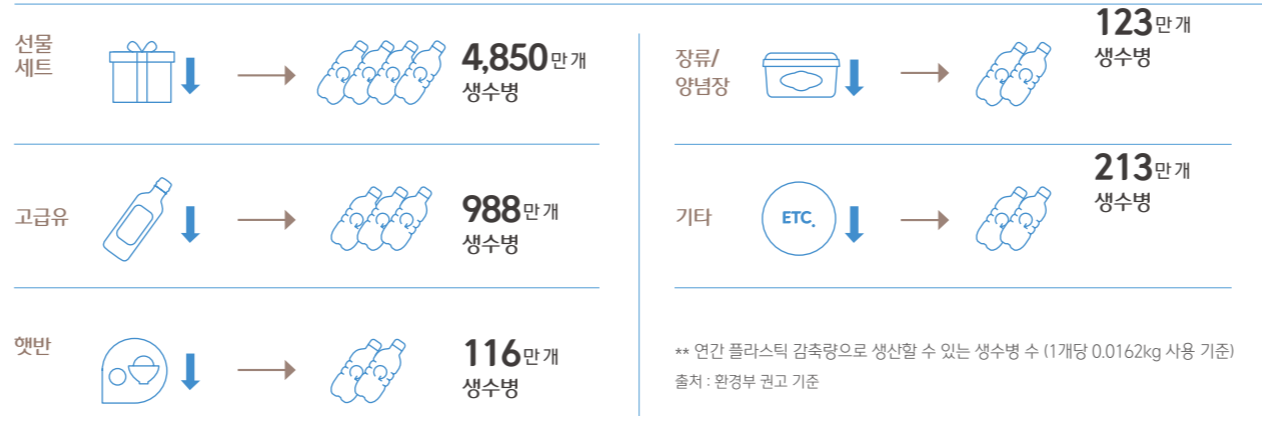 선물
세트
4,850만개
생수병
고급유
988만개
생수병
햇반
116만개
생수병
장류/
양념장
123만개
생수병
기타
ETC.
213만개
생수병
** 연간 플라스틱 감축량으로 생산할 수 있는 생수병 수 (1개당 0.0162kg 사용 기준)
출처 : 환경부 권고 기준